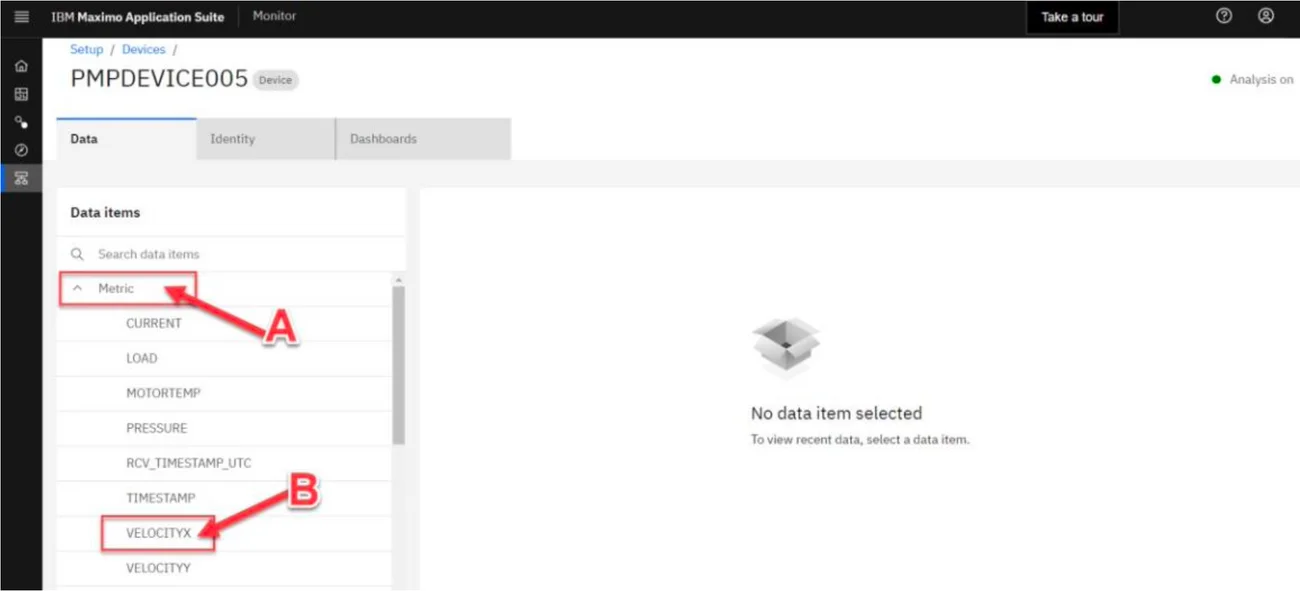 IBM Maximo Application Suite Monitor Take a tour
Setup / Devices /
PMPDEVICE005 Device
Analysis on
Data Identity Dashboards
Data items
Search data items
Metric
A
CURRENT
LOAD
MOTORTEMP
PRESSURE
RCV_TIMESTAMP_UTC
TIMESTAMP
B
VELOCITYX
VELOCITYY
No data item selected
To view recent data, select a data item.